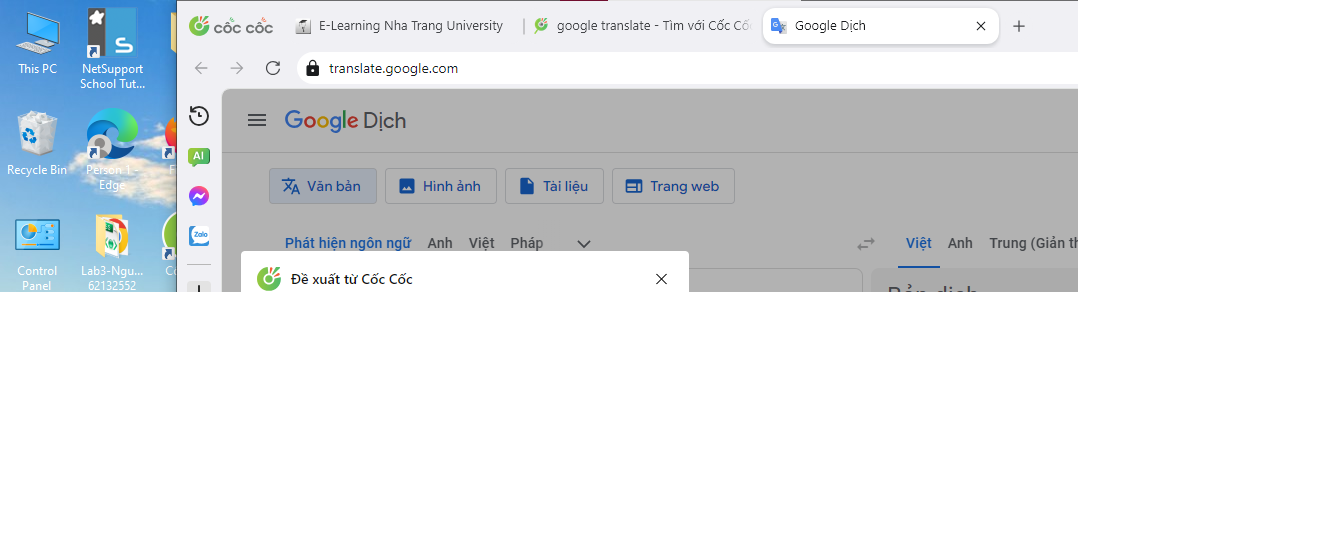 This PC
NetSupport
School Tut...
Recycle Bin
Person 1 -
Edge
Control
Panel
Lab3-Ngu...
62132552
cốc cốc
E-Learning Nha Trang University
google translate - Tìm với Cốc Cố
Google Dịch
translate.google.com
AI
Zalo
Google Dịch
Văn bản
Hình ảnh
Tài liệu
Trang web
Phát hiện ngôn ngữ Anh Việt Pháp
Việt Anh Trung (Giản th
Đề xuất từ Cốc Cốc